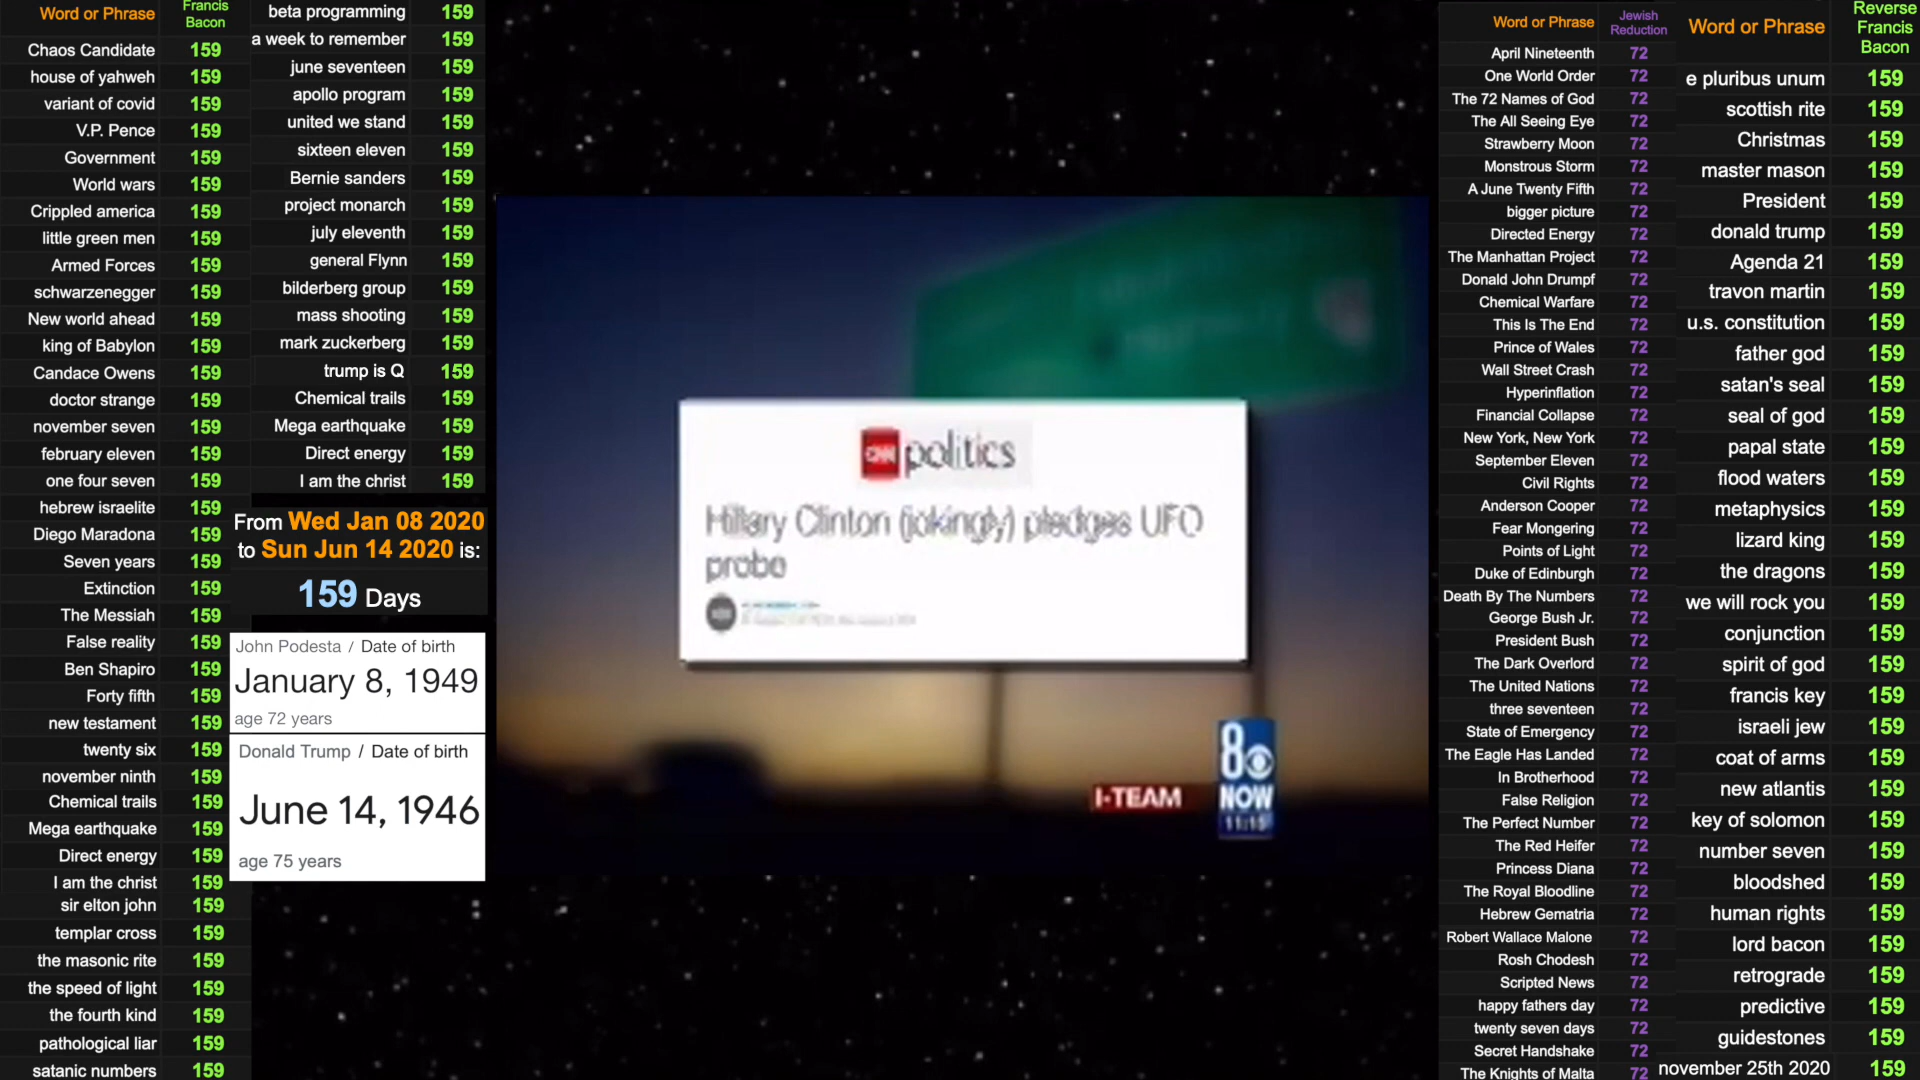 Word or Phrase Francis Bacon
Chaos Candidate 159
house of yahweh 159
variant of covid 159
V.P. Pence 159
Government 159
World wars 159
Crippled america 159
little green men 159
Armed Forces 159
schwarzenegger 159
New world ahead 159
king of Babylon 159
Candace Owens 159
doctor strange 159
november seven 159
february eleven 159
one four seven 159
hebrew israelite 159
Diego Maradona 159
Seven years 159
Extinction 159
The Messiah 159
False reality 159
Ben Shapiro 159
Forty fifth 159
new testament 159
twenty six 159
november ninth 159
Chemical trails 159
Mega earthquake 159
Direct energy 159
I am the christ 159
sir elton john 159
templar cross 159
the masonic rite 159
the speed of light 159
the fourth kind 159
pathological liar 159
satanic numbers 159
beta programming 159
a week to remember 159
june seventeen 159
apollo program 159
united we stand 159
sixteen eleven 159
Bernie sanders 159
project monarch 159
july eleventh 159
general Flynn 159
bilderberg group 159
mass shooting 159
mark zuckerberg 159
trump is Q 159
Chemical trails 159
Mega earthquake 159
Direct energy 159
I am the christ 159
From Wed Jan 08 2020
to Sun Jun 14 2020 is:
159 Days
John Podesta / Date of birth
January 8, 1949
age 72 years
Donald Trump / Date of birth
June 14, 1946
age 75 years
CNN politics
Hillary Clinton (jokingly) pledges UFO
probe
I-TEAM
8
NOW
11:15
Word or Phrase Jewish Reduction
April Nineteenth 72
One World Order 72
The 72 Names of God 72
The All Seeing Eye 72
Strawberry Moon 72
Monstrous Storm 72
A June Twenty Fifth 72
bigger picture 72
Directed Energy 72
The Manhattan Project 72
Donald John Drumpf 72
Chemical Warfare 72
This Is The End 72
Prince of Wales 72
Wall Street Crash 72
Hyperinflation 72
Financial Collapse 72
New York, New York 72
September Eleven 72
Civil Rights 72
Anderson Cooper 72
Fear Mongering 72
Points of Light 72
Duke of Edinburgh 72
Death By The Numbers 72
George Bush Jr. 72
President Bush 72
The Dark Overlord 72
The United Nations 72
three seventeen 72
State of Emergency 72
The Eagle Has Landed 72
In Brotherhood 72
False Religion 72
The Perfect Number 72
The Red Heifer 72
Princess Diana 72
The Royal Bloodline 72
Hebrew Gematria 72
Robert Wallace Malone 72
Rosh Chodesh 72
Scripted News 72
happy fathers day 72
twenty seven days 72
Secret Handshake 72
The Knights of Malta 72
Word or Phrase Reverse Francis Bacon
e pluribus unum 159
scottish rite 159
Christmas 159
master mason 159
President 159
donald trump 159
Agenda 21 159
travon martin 159
u.s. constitution 159
father god 159
satan's seal 159
seal of god 159
papal state 159
flood waters 159
metaphysics 159
lizard king 159
the dragons 159
we will rock you 159
conjunction 159
spirit of god 159
francis key 159
israeli jew 159
coat of arms 159
new atlantis 159
key of solomon 159
number seven 159
bloodshed 159
human rights 159
lord bacon 159
retrograde 159
predictive 159
guidestones 159
november 25th 2020 159